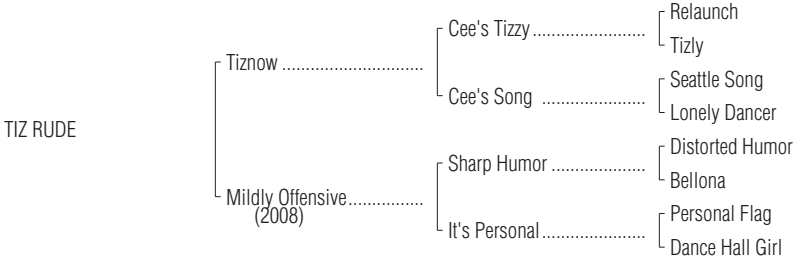 Relaunch
Cee's Tizzy ........................
Tizly
Tiznow ..............................
Seattle Song
Cee's Song ......................
Lonely Dancer
TIZ RUDE
Distorted Humor
Sharp Humor ....................
Bellona
Mildly Offensive................
(2008)
Personal Flag
It's Personal......................
Dance Hall Girl